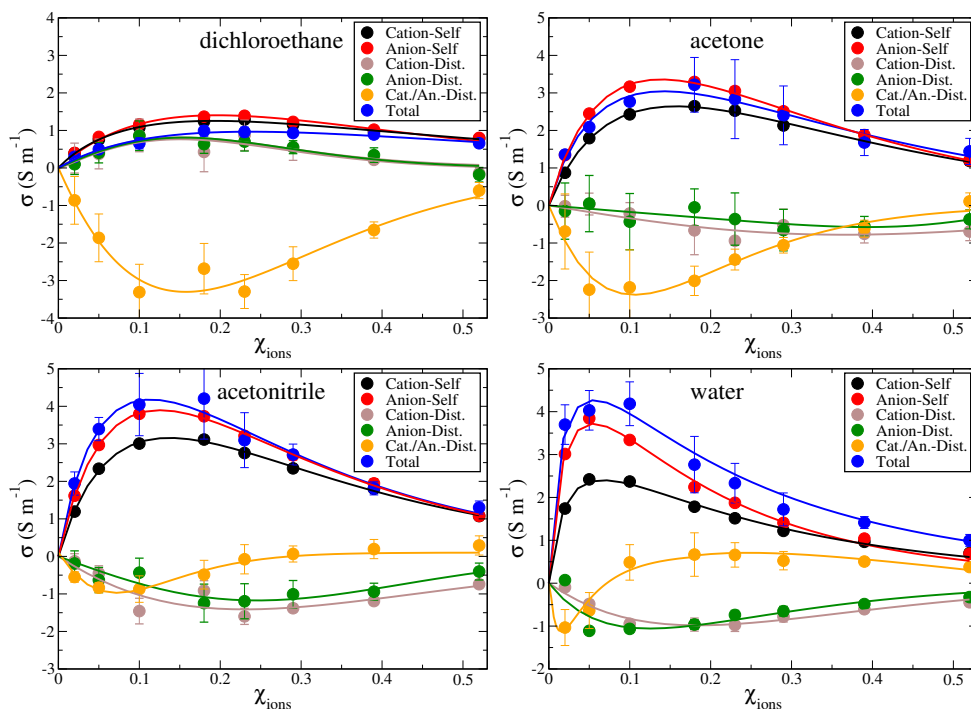 dichloroethane
Cation-Self
Anion-Self
Cation-Dist.
Anion-Dist.
Cat./An.-Dist.
Total
5
4
3
2
1
0
-1
-2
-3
-4
σ (S m⁻¹)
0 0.1 0.2 0.3 0.4 0.5
χions
acetone
Cation-Self
Anion-Self
Cation-Dist.
Anion-Dist.
Cat./An.-Dist.
Total
5
4
3
2
1
0
-1
-2
-3
σ (S m⁻¹)
0 0.1 0.2 0.3 0.4 0.5
χions
acetonitrile
Cation-Self
Anion-Self
Cation-Dist.
Anion-Dist.
Cat./An.-Dist.
Total
5
4
3
2
1
0
-1
-2
-3
σ (S m⁻¹)
0 0.1 0.2 0.3 0.4 0.5
χions
water
Cation-Self
Anion-Self
Cation-Dist.
Anion-Dist.
Cat./An.-Dist.
Total
5
4
3
2
1
0
-1
-2
σ (S m⁻¹)
0 0.1 0.2 0.3 0.4 0.5
χions